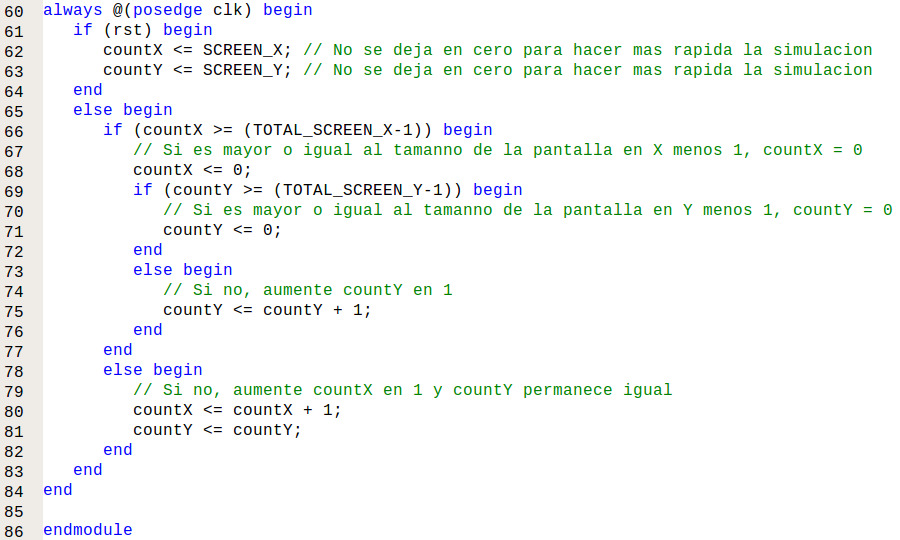 60 always @(posedge clk) begin
61    if (rst) begin
62       countX <= SCREEN_X; // No se deja en cero para hacer mas rapida la simulacion
63       countY <= SCREEN_Y; // No se deja en cero para hacer mas rapida la simulacion
64    end
65    else begin
66       if (countX >= (TOTAL_SCREEN_X-1)) begin
67          // Si es mayor o igual al tamanno de la pantalla en X menos 1, countX = 0
68          countX <= 0;
69          if (countY >= (TOTAL_SCREEN_Y-1)) begin
70             // Si es mayor o igual al tamanno de la pantalla en Y menos 1, countY = 0
71             countY <= 0;
72          end
73          else begin
74             // Si no, aumente countY en 1
75             countY <= countY + 1;
76          end
77       end
78       else begin
79          // Si no, aumente countX en 1 y countY permanece igual
80          countX <= countX + 1;
81          countY <= countY;
82       end
83    end
84 end
85
86 endmodule